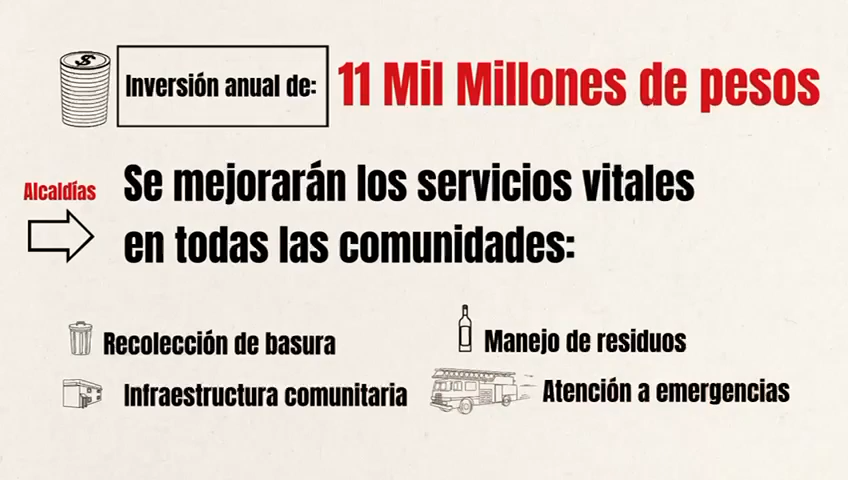 Inversión anual de: 11 Mil Millones de pesos
Alcaldías
Se mejorarán los servicios vitales
en todas las comunidades:
Recolección de basura
Manejo de residuos
Infraestructura comunitaria
Atención a emergencias